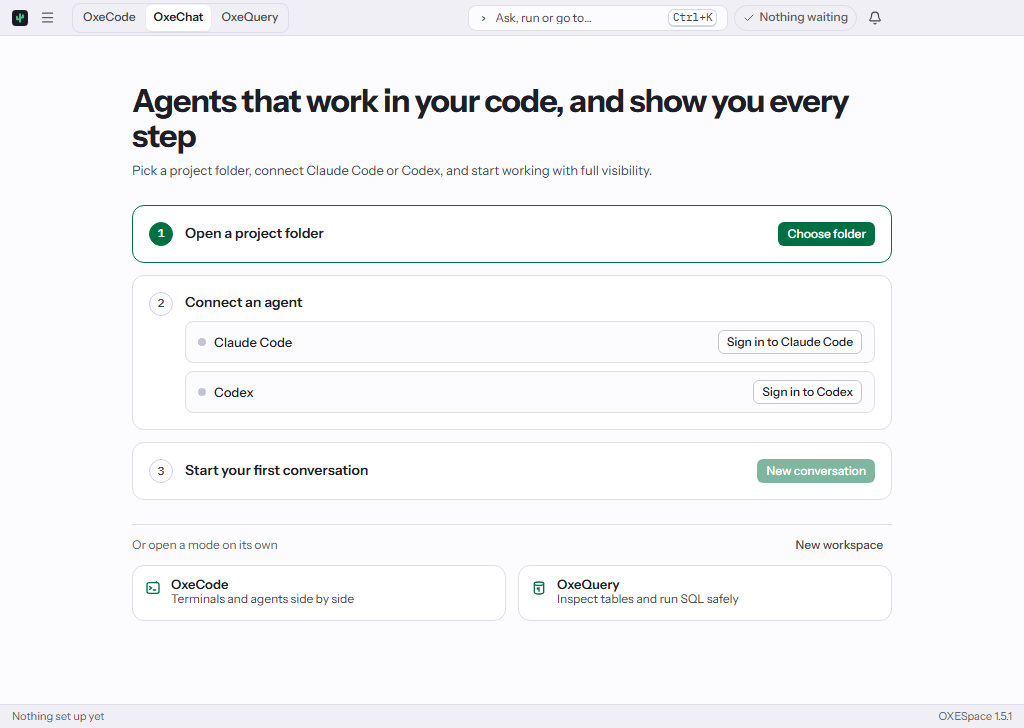 OxeCode OxeChat OxeQuery › Ask, run or go to... Ctrl+K Nothing waiting
Agents that work in your code, and show you every
step
Pick a project folder, connect Claude Code or Codex, and start working with full visibility.
1 Open a project folder Choose folder
2 Connect an agent
Claude Code Sign in to Claude Code
Codex Sign in to Codex
3 Start your first conversation New conversation
Or open a mode on its own New workspace
OxeCode
Terminals and agents side by side
OxeQuery
Inspect tables and run SQL safely
Nothing set up yet OXESpace 1.5.1